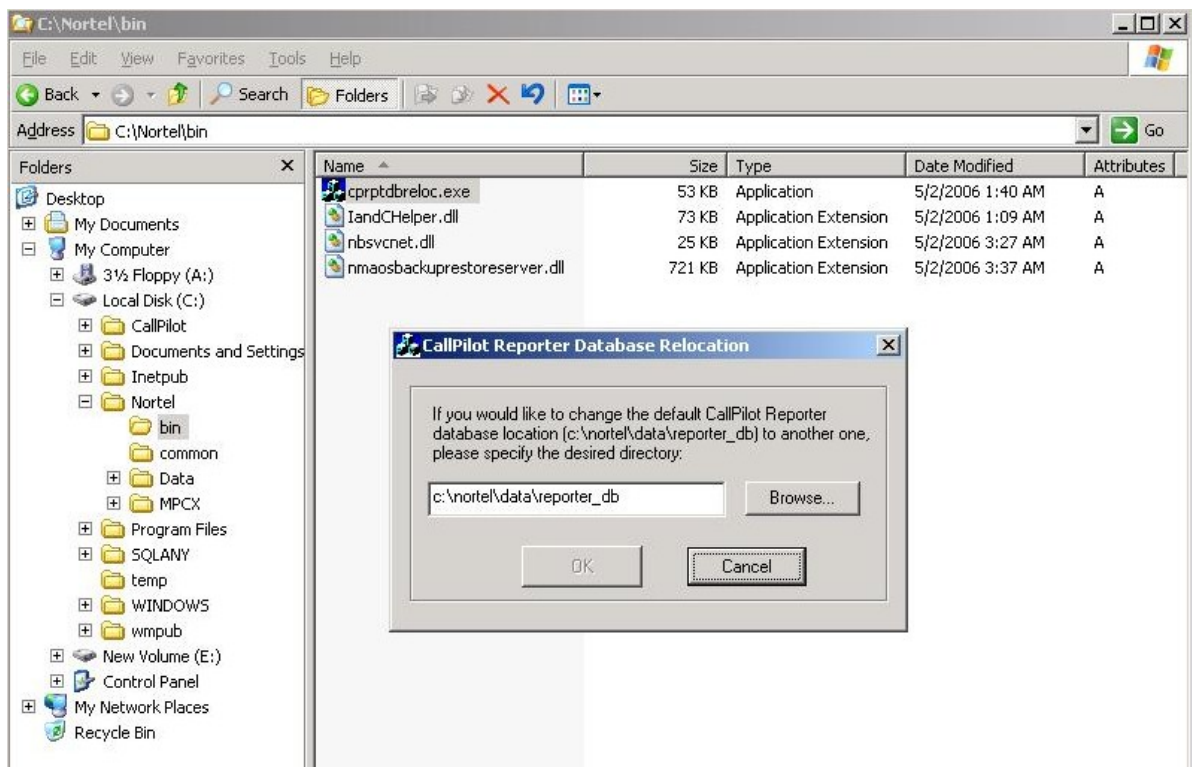 C:\Nortel\bin
File Edit View Favorites Tools Help
Back Search Folders
Address C:\Nortel\bin Go
Folders x Name Size Type Date Modified Attributes
Desktop
My Documents
My Computer
3½ Floppy (A:)
Local Disk (C:)
CallPilot
Documents and Settings
Inetpub
Nortel
bin
common
Data
MPCX
Program Files
SQLANY
temp
WINDOWS
wmpub
New Volume (E:)
Control Panel
My Network Places
Recycle Bin
cprptdbreloc.exe 53 KB Application 5/2/2006 1:40 AM A
IandCHelper.dll 73 KB Application Extension 5/2/2006 1:09 AM A
nbsvcnet.dll 25 KB Application Extension 5/2/2006 3:27 AM A
nmaosbackuprestoreserver.dll 721 KB Application Extension 5/2/2006 3:37 AM A
CallPilot Reporter Database Relocation
If you would like to change the default CallPilot Reporter
database location (c:\nortel\data\reporter_db) to another one,
please specify the desired directory:
c:\nortel\data\reporter_db Browse...
OK Cancel